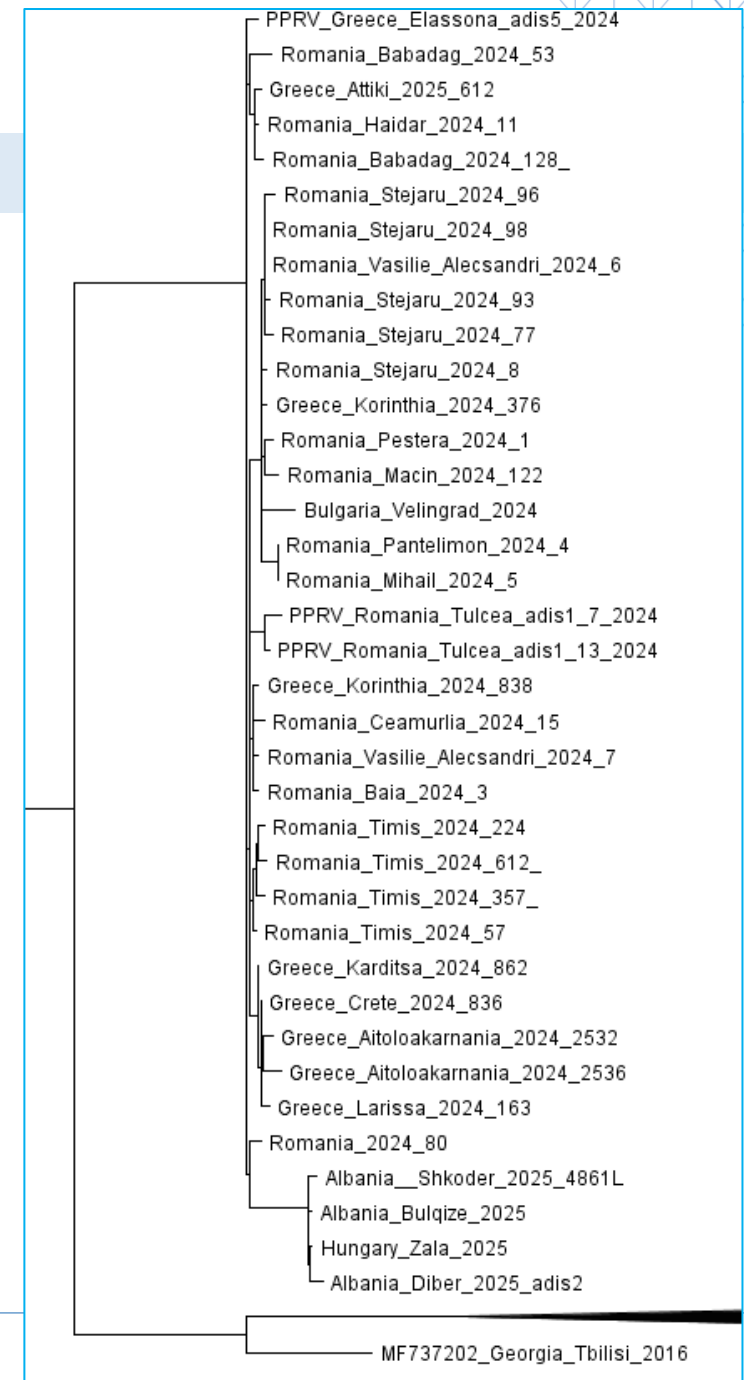 PPRV_Greece_Elassona_adis5_2024
Romania_Babadag_2024_53
Greece_Attiki_2025_612
Romania_Haidar_2024_11
Romania_Babadag_2024_128_
Romania_Stejaru_2024_96
Romania_Stejaru_2024_98
Romania_Vasilie_Alecsandri_2024_6
Romania_Stejaru_2024_93
Romania_Stejaru_2024_77
Romania_Stejaru_2024_8
Greece_Korinthia_2024_376
Romania_Pestera_2024_1
Romania_Macin_2024_122
Bulgaria_Velingrad_2024
Romania_Pantelimon_2024_4
Romania_Mihail_2024_5
PPRV_Romania_Tulcea_adis1_7_2024
PPRV_Romania_Tulcea_adis1_13_2024
Greece_Korinthia_2024_838
Romania_Ceamurlia_2024_15
Romania_Vasilie_Alecsandri_2024_7
Romania_Baia_2024_3
Romania_Timis_2024_224
Romania_Timis_2024_612_
Romania_Timis_2024_357_
Romania_Timis_2024_57
Greece_Karditsa_2024_862
Greece_Crete_2024_836
Greece_Aitoloakarnania_2024_2532
Greece_Aitoloakarnania_2024_2536
Greece_Larissa_2024_163
Romania_2024_80
Albania__Shkoder_2025_4861L
Albania_Bulqize_2025
Hungary_Zala_2025
Albania_Diber_2025_adis2
MF737202_Georgia_Tbilisi_2016